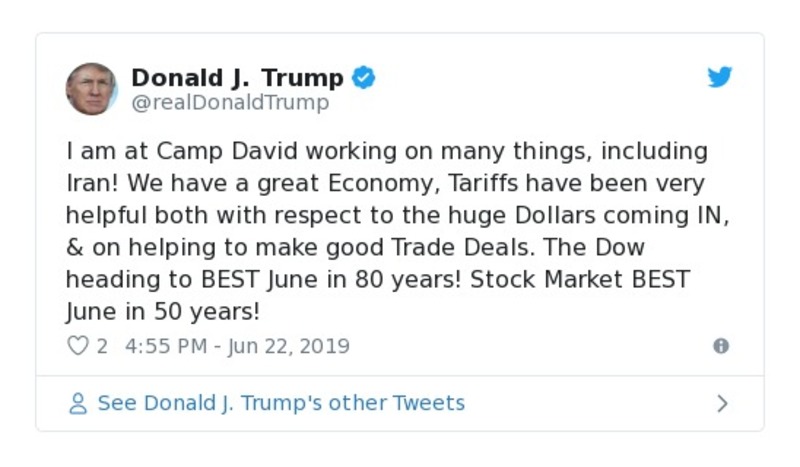 Donald J. Trump
@realDonaldTrump
I am at Camp David working on many things, including
Iran! We have a great Economy, Tariffs have been very
helpful both with respect to the huge Dollars coming IN,
& on helping to make good Trade Deals. The Dow
heading to BEST June in 80 years! Stock Market BEST
June in 50 years!
2 4:55 PM - Jun 22, 2019
See Donald J. Trump's other Tweets